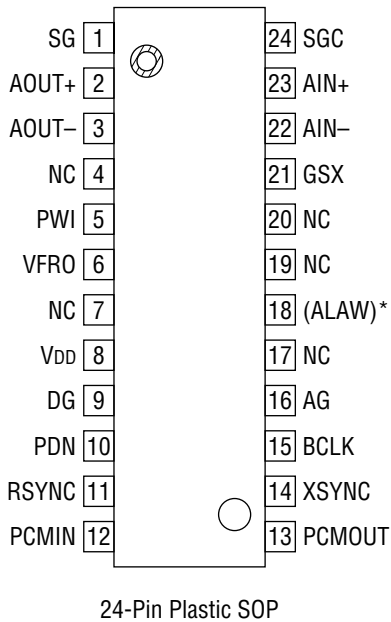 SG 1 24 SGC
AOUT+ 2 23 AIN+
AOUT– 3 22 AIN–
NC 4 21 GSX
PWI 5 20 NC
VFRO 6 19 NC
NC 7 18 (ALAW)*
VDD 8 17 NC
DG 9 16 AG
PDN 10 15 BCLK
RSYNC 11 14 XSYNC
PCMIN 12 13 PCMOUT
24-Pin Plastic SOP